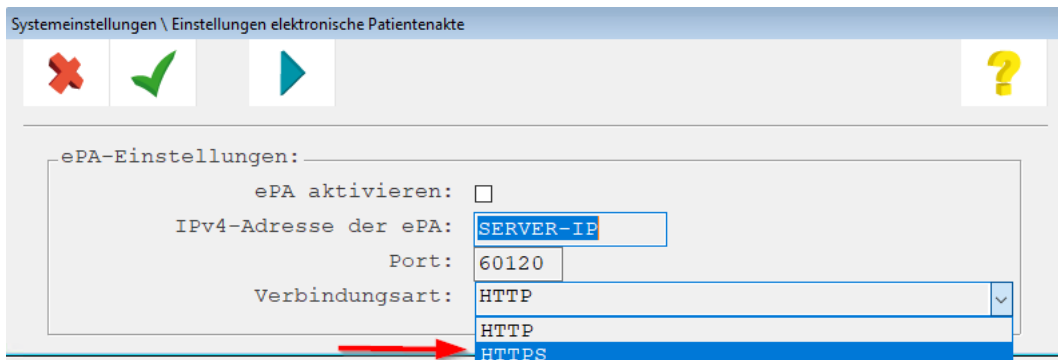 Systemeinstellungen \ Einstellungen elektronische Patientenakte
?
ePA-Einstellungen:
ePA aktivieren:
IPv4-Adresse der ePA: SERVER-IP
Port: 60120
Verbindungsart: HTTP
HTTP
HTTPS